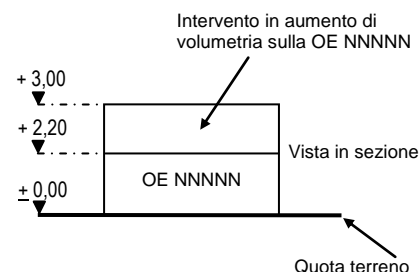 Intervento in aumento di
volumetria sulla OE NNNNN
+ 3,00
+ 2,20
Vista in sezione
OE NNNNN
± 0,00
Quota terreno